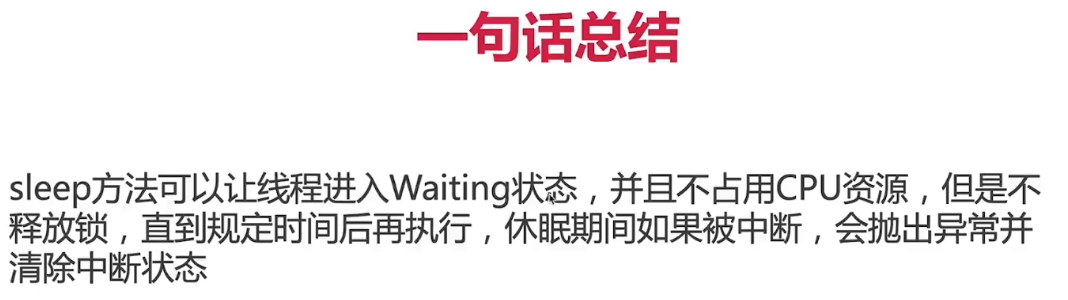 一句话总结
sleep方法可以让线程进入Waiting状态，并且不占用CPU资源，但是不
释放锁，直到规定时间后再执行，休眠期间如果被中断，会抛出异常并
清除中断状态